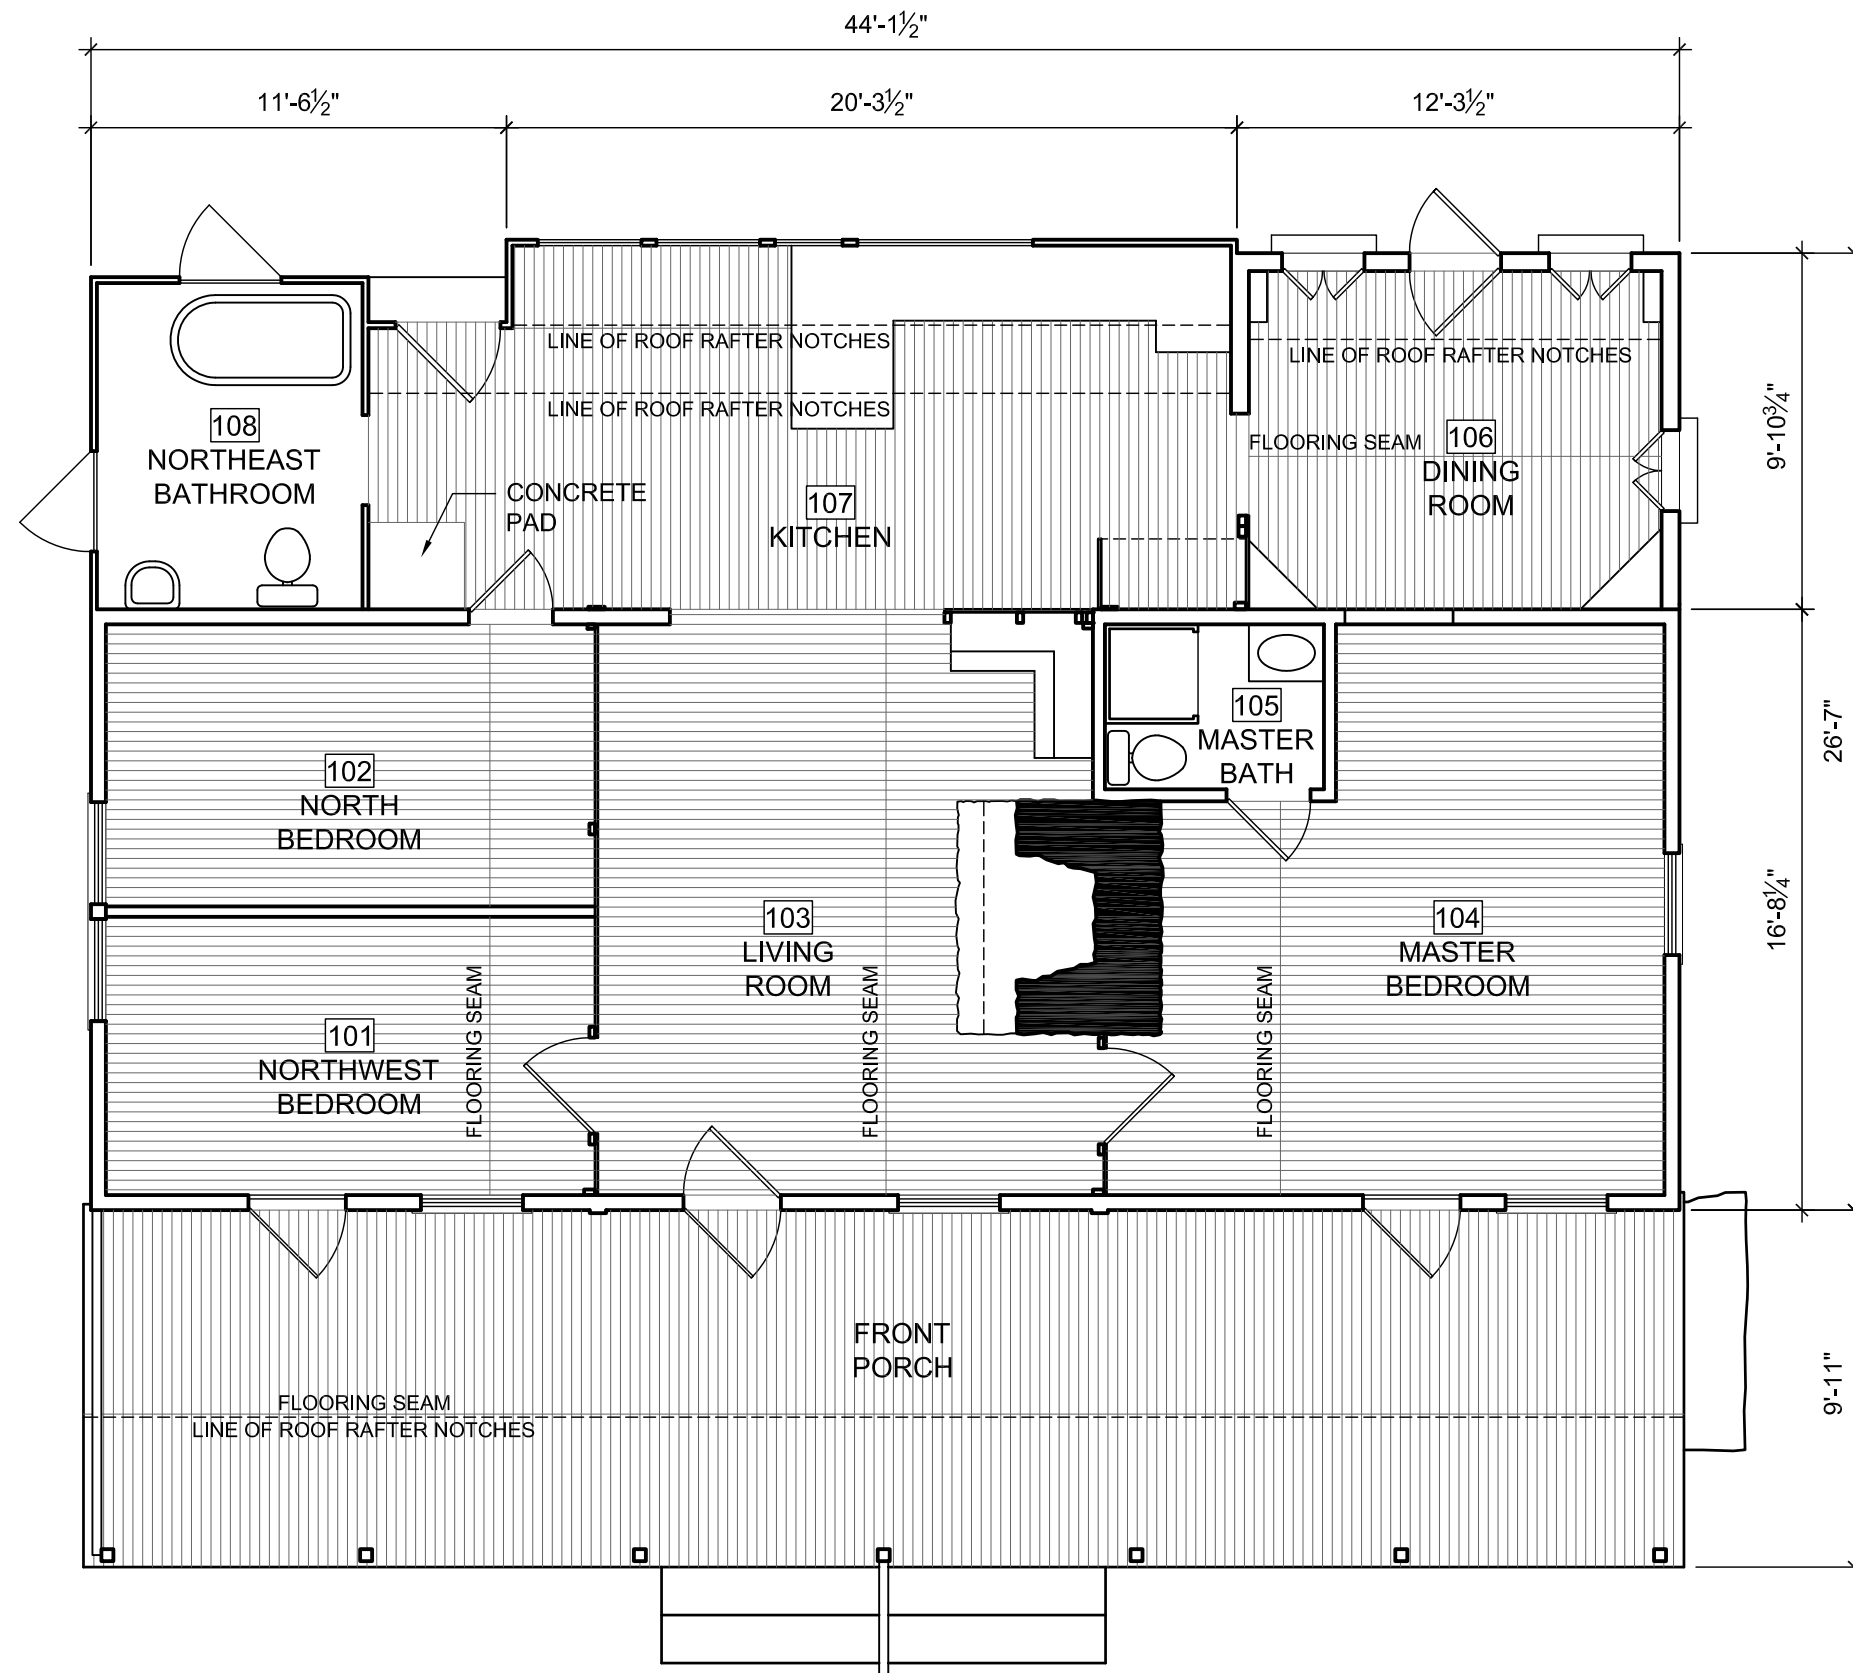 44'-1½"
11'-6½"
20'-3½"
12'-3½"
LINE OF ROOF RAFTER NOTCHES
LINE OF ROOF RAFTER NOTCHES
LINE OF ROOF RAFTER NOTCHES
108
NORTHEAST
BATHROOM
CONCRETE
PAD
107
KITCHEN
FLOORING SEAM
106
DINING
ROOM
9'-10¾"
26'-7"
102
NORTH
BEDROOM
105
MASTER
BATH
103
LIVING
ROOM
104
MASTER
BEDROOM
16'-8¼"
101
NORTHWEST
BEDROOM
FLOORING SEAM
FLOORING SEAM
FLOORING SEAM
FRONT
PORCH
FLOORING SEAM
LINE OF ROOF RAFTER NOTCHES
9'-11"